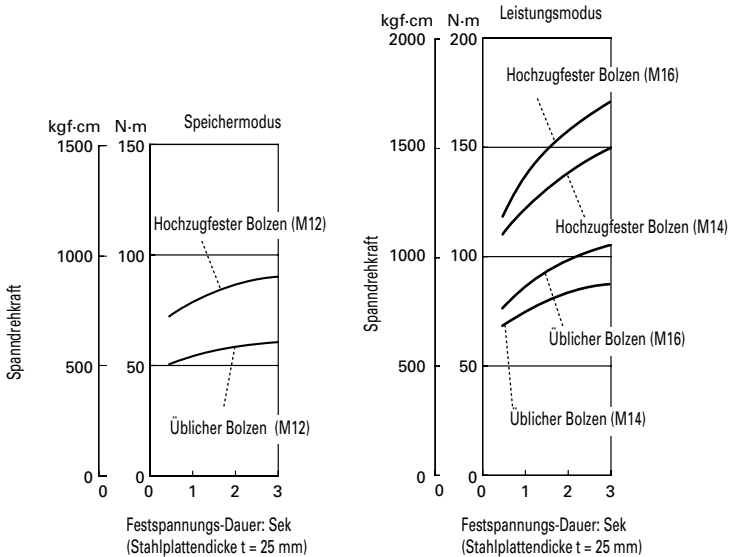 kgf·cm N·m Speichermodus
1500 150
Hochzugfester Bolzen (M12)
1000 100
Spanndrehkraft
500 50
Üblicher Bolzen (M12)
0 0
0 0 1 2 3
Festspannungs-Dauer: Sek
(Stahlplattendicke t = 25 mm)
Leistungsmodus
kgf·cm N·m
2000 200
Hochzugfester Bolzen (M16)
1500 150
Hochzugfester Bolzen (M14)
1000 100
Spanndrehkraft
Üblicher Bolzen (M16)
500 50
Üblicher Bolzen (M14)
0 0
0 0 1 2 3
Festspannungs-Dauer: Sek
(Stahlplattendicke t = 25 mm)